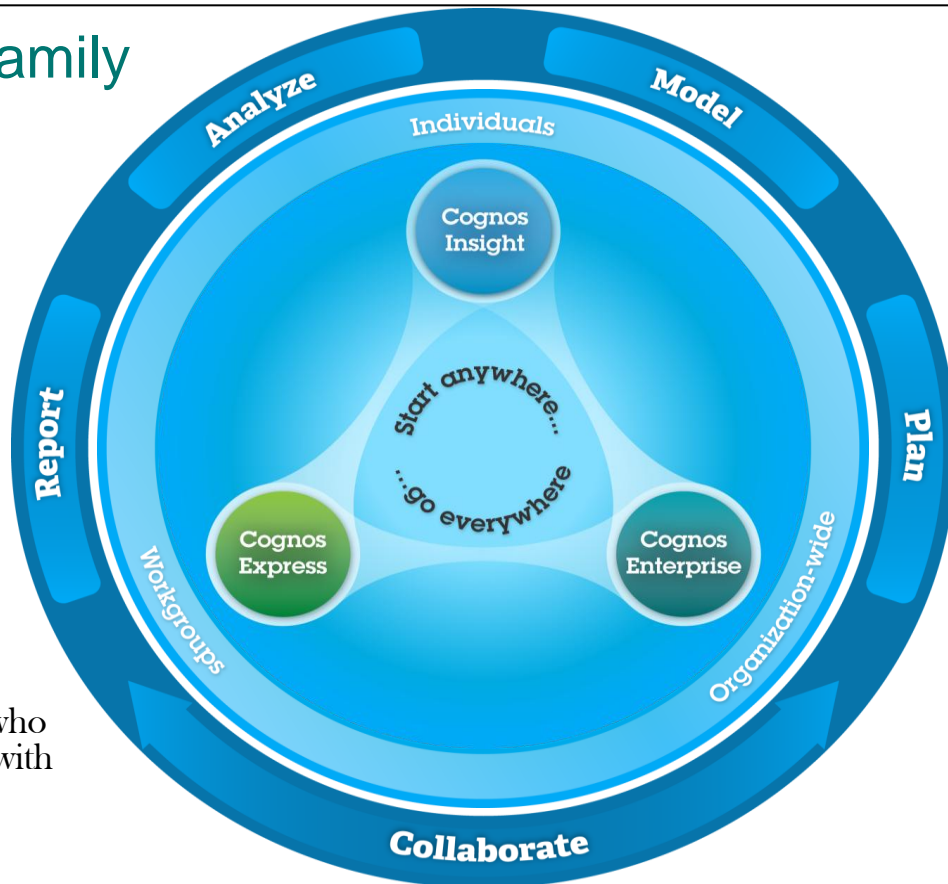 amily
Analyze
Model
Individuals
Cognos
Insight
Start anywhere...
...go everywhere
Report
Plan
Cognos
Express
Cognos
Enterprise
Workgroups
Organization-wide
who
with
Collaborate